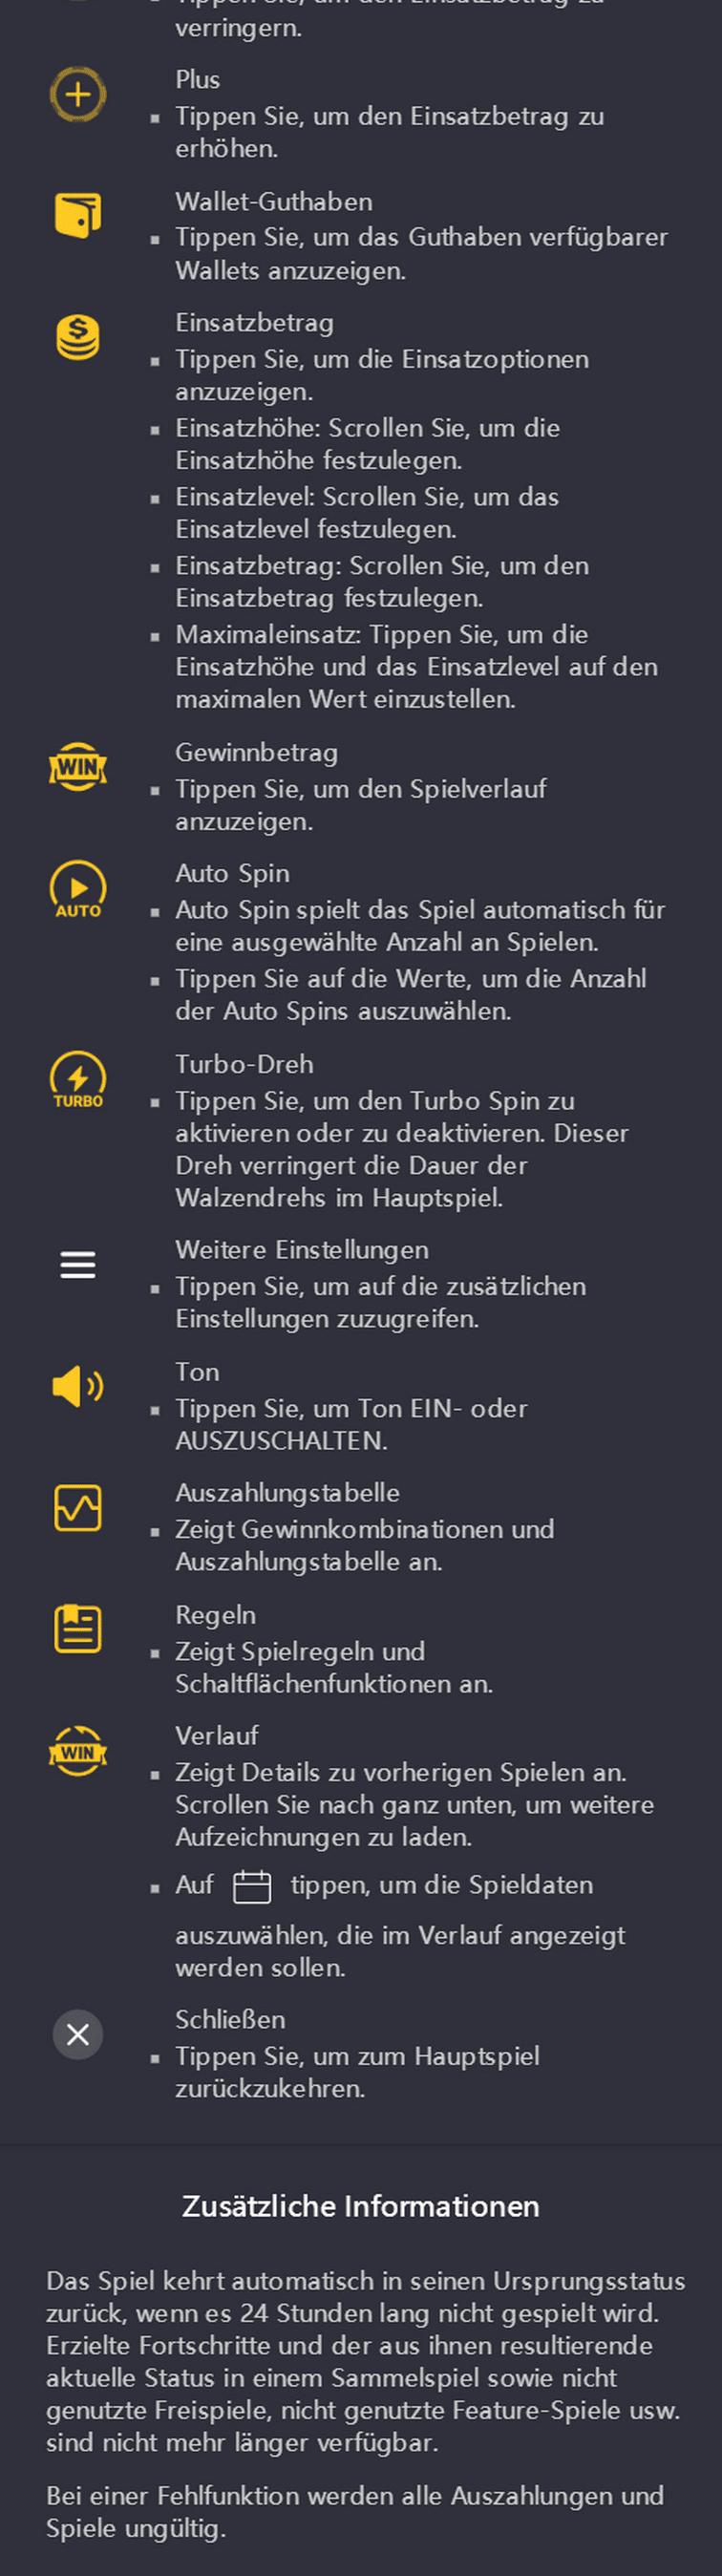 verringern.
Plus
▪ Tippen Sie, um den Einsatzbetrag zu
erhöhen.
Wallet-Guthaben
▪ Tippen Sie, um das Guthaben verfügbarer
Wallets anzuzeigen.
Einsatzbetrag
▪ Tippen Sie, um die Einsatzoptionen
anzuzeigen.
▪ Einsatzhöhe: Scrollen Sie, um die
Einsatzhöhe festzulegen.
▪ Einsatzlevel: Scrollen Sie, um das
Einsatzlevel festzulegen.
▪ Einsatzbetrag: Scrollen Sie, um den
Einsatzbetrag festzulegen.
▪ Maximaleinsatz: Tippen Sie, um die
Einsatzhöhe und das Einsatzlevel auf den
maximalen Wert einzustellen.
WIN
Gewinnbetrag
▪ Tippen Sie, um den Spielverlauf
anzuzeigen.
AUTO
Auto Spin
▪ Auto Spin spielt das Spiel automatisch für
eine ausgewählte Anzahl an Spielen.
▪ Tippen Sie auf die Werte, um die Anzahl
der Auto Spins auszuwählen.
TURBO
Turbo-Dreh
▪ Tippen Sie, um den Turbo Spin zu
aktivieren oder zu deaktivieren. Dieser
Dreh verringert die Dauer der
Walzendrehs im Hauptspiel.
Weitere Einstellungen
▪ Tippen Sie, um auf die zusätzlichen
Einstellungen zuzugreifen.
Ton
▪ Tippen Sie, um Ton EIN- oder
AUSZUSCHALTEN.
Auszahlungstabelle
▪ Zeigt Gewinnkombinationen und
Auszahlungstabelle an.
Regeln
▪ Zeigt Spielregeln und
Schaltflächenfunktionen an.
WIN
Verlauf
▪ Zeigt Details zu vorherigen Spielen an.
Scrollen Sie nach ganz unten, um weitere
Aufzeichnungen zu laden.
▪ Auf tippen, um die Spieldaten
auszuwählen, die im Verlauf angezeigt
werden sollen.
Schließen
▪ Tippen Sie, um zum Hauptspiel
zurückzukehren.
Zusätzliche Informationen
Das Spiel kehrt automatisch in seinen Ursprungsstatus
zurück, wenn es 24 Stunden lang nicht gespielt wird.
Erzielte Fortschritte und der aus ihnen resultierende
aktuelle Status in einem Sammelspiel sowie nicht
genutzte Freispiele, nicht genutzte Feature-Spiele usw.
sind nicht mehr länger verfügbar.
Bei einer Fehlfunktion werden alle Auszahlungen und
Spiele ungültig.